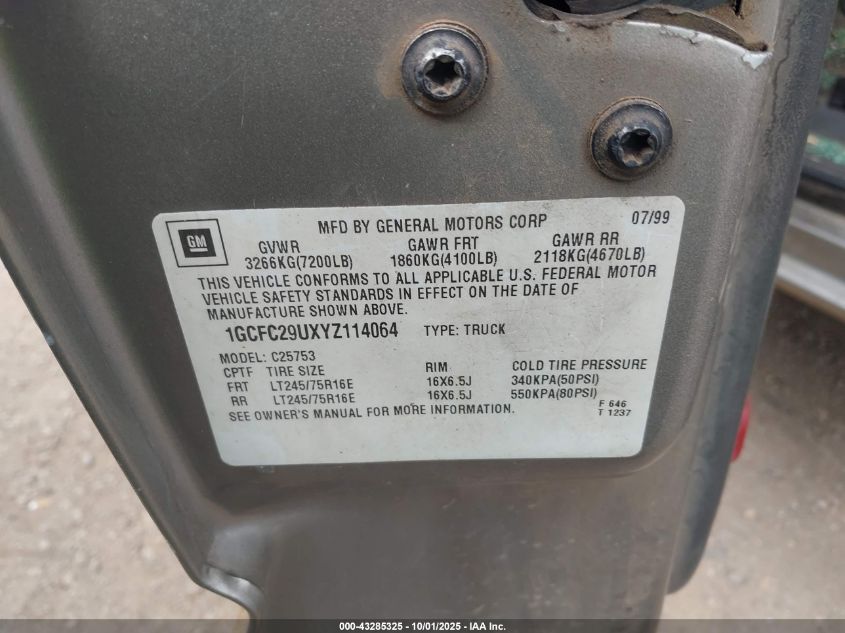 GM
MFD BY GENERAL MOTORS CORP 07/99
GVWR GAWR FRT GAWR RR
3266KG(7200LB) 1860KG(4100LB) 2118KG(4670LB)
THIS VEHICLE CONFORMS TO ALL APPLICABLE U.S. FEDERAL MOTOR
VEHICLE SAFETY STANDARDS IN EFFECT ON THE DATE OF
MANUFACTURE SHOWN ABOVE.
1GCFC29UXYZ114064 TYPE: TRUCK
MODEL: C25753
CPTF TIRE SIZE RIM COLD TIRE PRESSURE
FRT LT245/75R16E 16X6.5J 340KPA(50PSI)
RR LT245/75R16E 16X6.5J 550KPA(80PSI)
SEE OWNER'S MANUAL FOR MORE INFORMATION.
F 646
T 1237
000-43285325 - 10/01/2025 - IAA Inc.